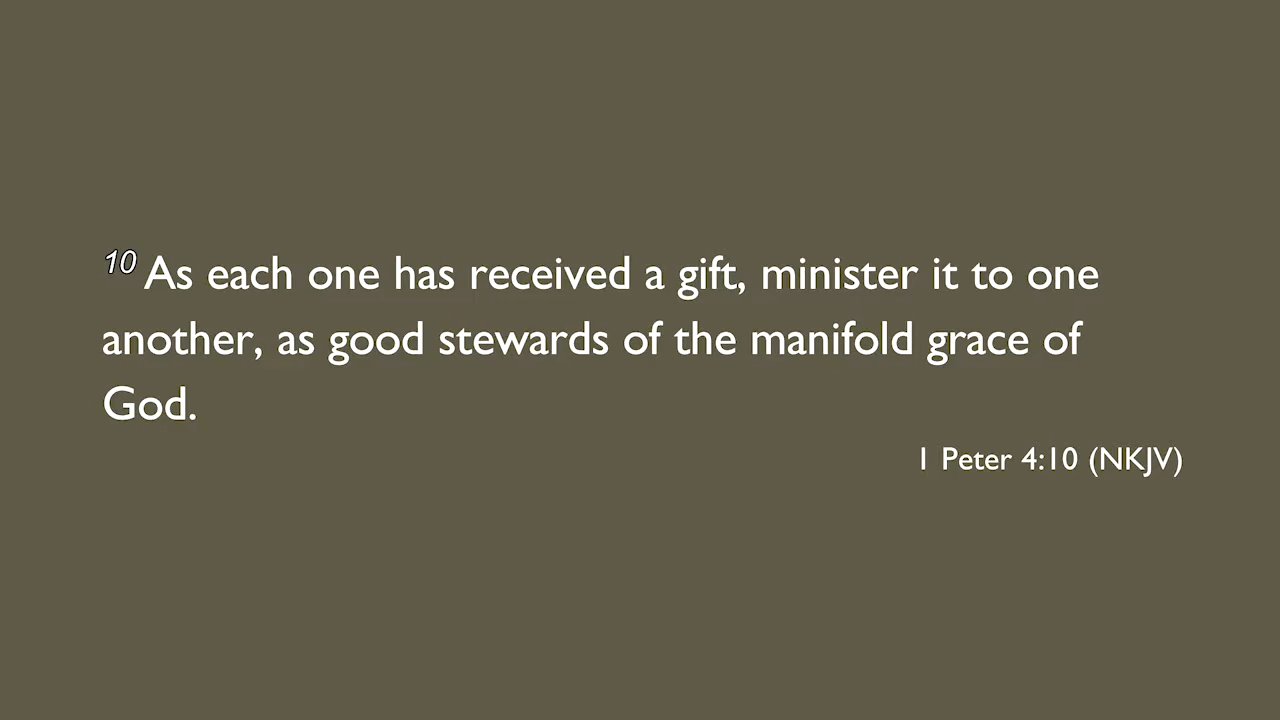 10 As each one has received a gift, minister it to one
another, as good stewards of the manifold grace of
God.
1 Peter 4:10 (NKJV)